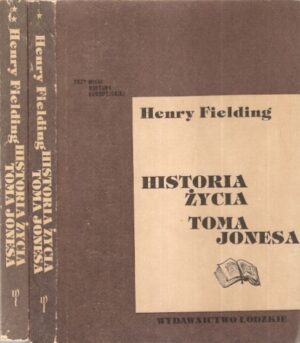 Henry Fielding
HISTORIA ŻYCIA
TOMA JONESA
Henry Fielding
HISTORIA ŻYCIA
TOMA JONESA
Henry Fielding
HISTORIA
ŻYCIA
TOMA
JONESA
WYDAWNICTWO ŁÓDZKIE